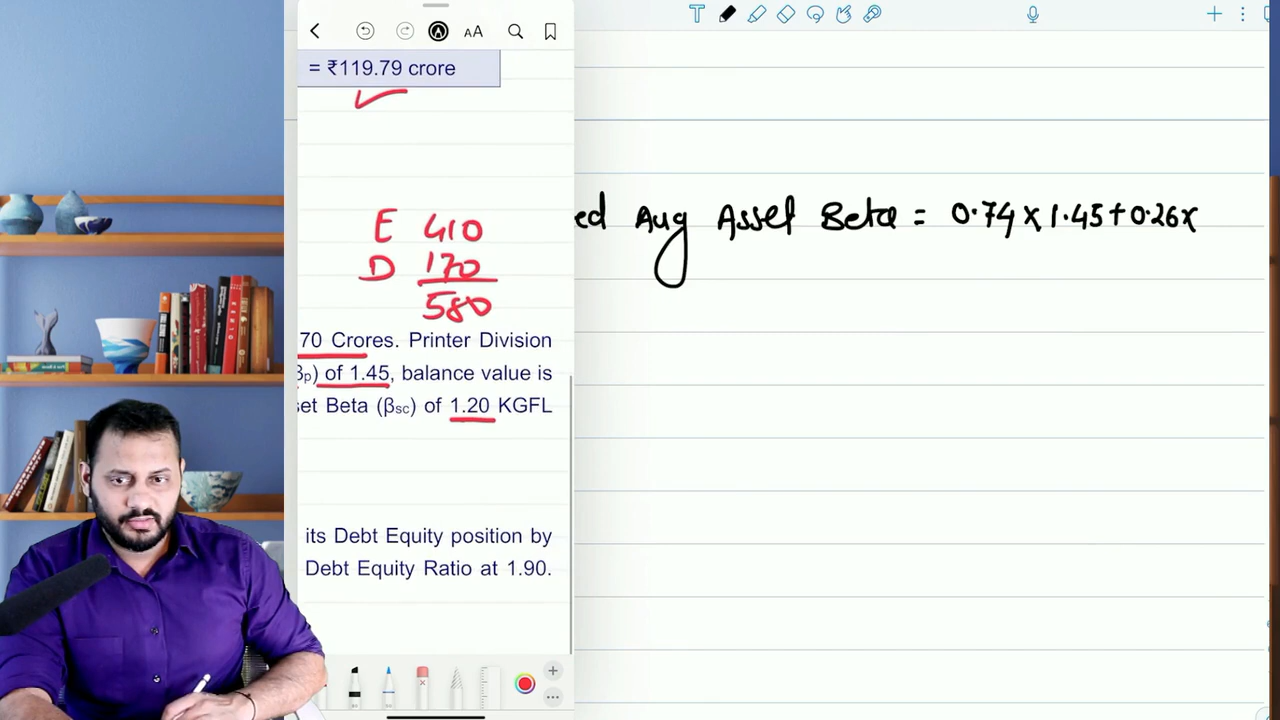 AA
= ₹119.79 crore
E 410
D 170
580
70 Crores. Printer Division
βp) of 1.45, balance value is
set Beta (βsc) of 1.20 KGFL
its Debt Equity position by
Debt Equity Ratio at 1.90.
T
ed Avg Asset Beta = 0.74 x 1.45 + 0.26 x